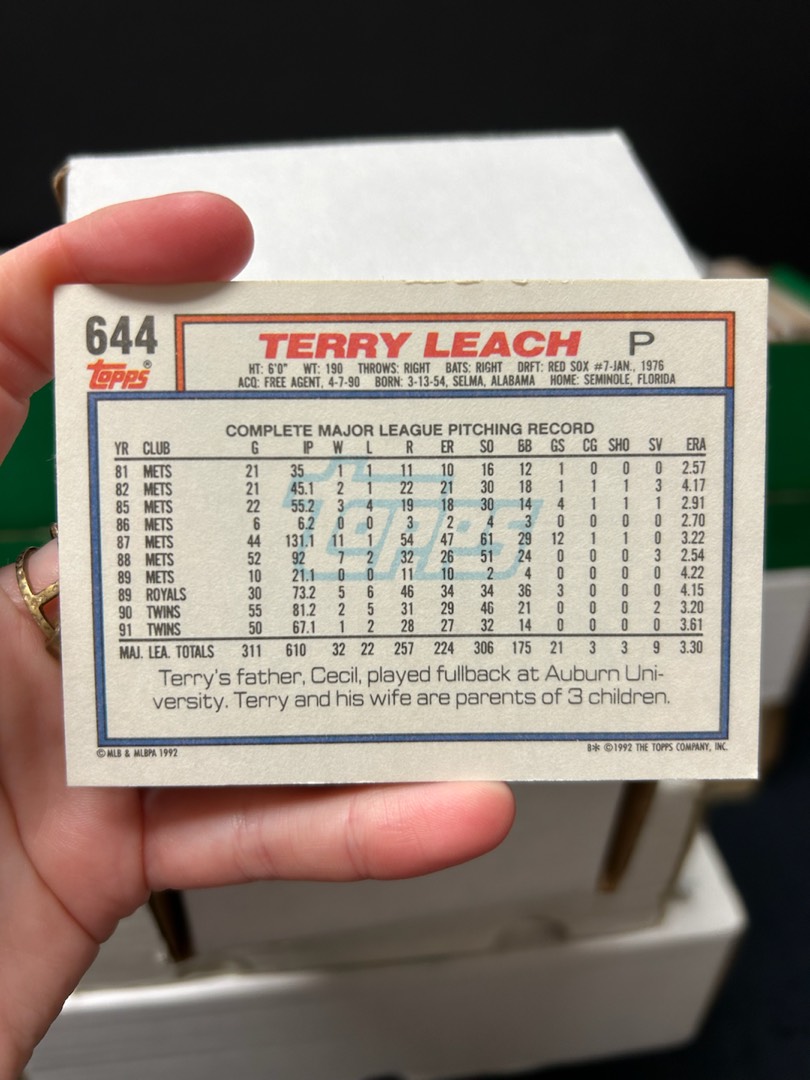 644
topps®
TERRY LEACH P
HT: 6'0" WT: 190 THROWS: RIGHT BATS: RIGHT DRFT: RED SOX #7-JAN., 1976
ACQ: FREE AGENT, 4-7-90 BORN: 3-13-54, SELMA, ALABAMA HOME: SEMINOLE, FLORIDA
COMPLETE MAJOR LEAGUE PITCHING RECORD
YR CLUB G IP W L R ER SO BB GS CG SHO SV ERA
81 METS 21 35 1 1 11 10 16 12 1 0 0 0 2.57
82 METS 21 45.1 2 1 22 21 30 18 1 1 1 3 4.17
85 METS 22 55.2 3 4 19 18 30 14 4 1 1 1 2.91
86 METS 6 6.2 0 0 3 2 4 3 0 0 0 0 2.70
87 METS 44 131.1 11 1 54 47 61 29 12 1 1 0 3.22
88 METS 52 92 7 2 32 26 51 24 0 0 0 3 2.54
89 METS 10 21.1 0 0 11 10 2 4 0 0 0 0 4.22
89 ROYALS 30 73.2 5 6 46 34 34 36 3 0 0 0 4.15
90 TWINS 55 81.2 2 5 31 29 46 21 0 0 0 2 3.20
91 TWINS 50 67.1 1 2 28 27 32 14 0 0 0 0 3.61
MAJ. LEA. TOTALS 311 610 32 22 257 224 306 175 21 3 3 9 3.30
topps
Terry's father, Cecil, played fullback at Auburn Uni-
versity. Terry and his wife are parents of 3 children.
© MLB & MLBPA 1992
B* © 1992 THE TOPPS COMPANY, INC.